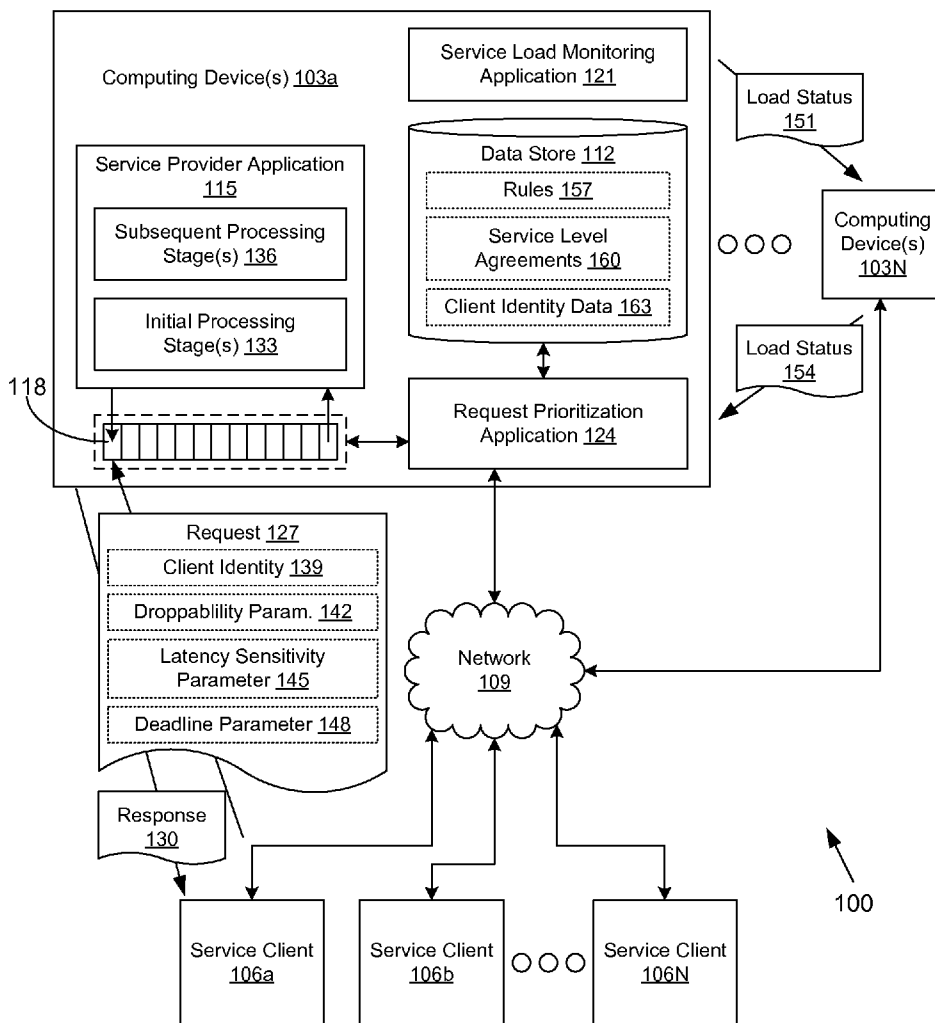 Computing Device(s) 103a
Service Load Monitoring
Application 121
Load Status
151
Service Provider Application
115
Subsequent Processing
Stage(s) 136
Initial Processing
Stage(s) 133
Data Store 112
Rules 157
Service Level
Agreements 160
Client Identity Data 163
Computing
Device(s)
103N
Load Status
154
118
Request Prioritization
Application 124
Request 127
Client Identity 139
Droppablility Param. 142
Latency Sensitivity
Parameter 145
Deadline Parameter 148
Network
109
Response
130
100
Service Client
106a
Service Client
106b
Service Client
106N